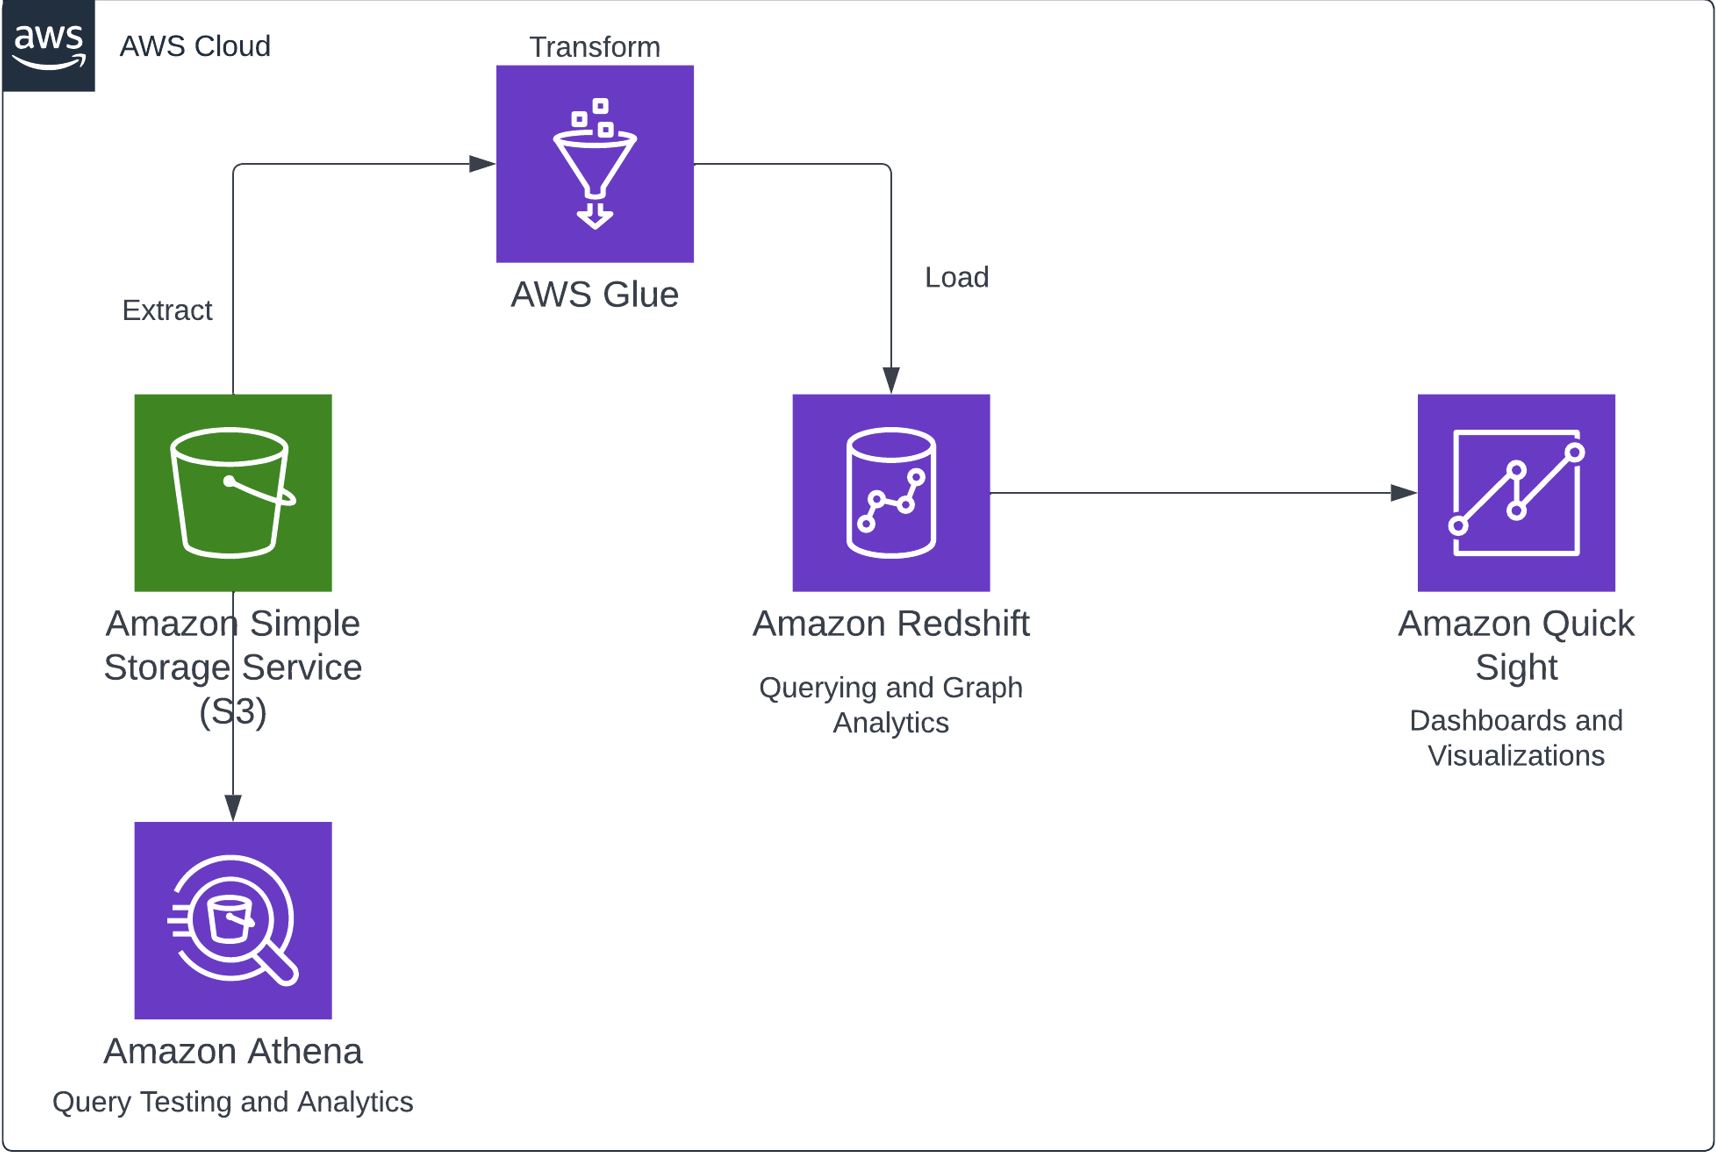 aws
AWS Cloud
Transform
AWS Glue
Extract
Load
Amazon Simple
Storage Service
(S3)
Amazon Redshift
Querying and Graph
Analytics
Amazon Quick
Sight
Dashboards and
Visualizations
Amazon Athena
Query Testing and Analytics